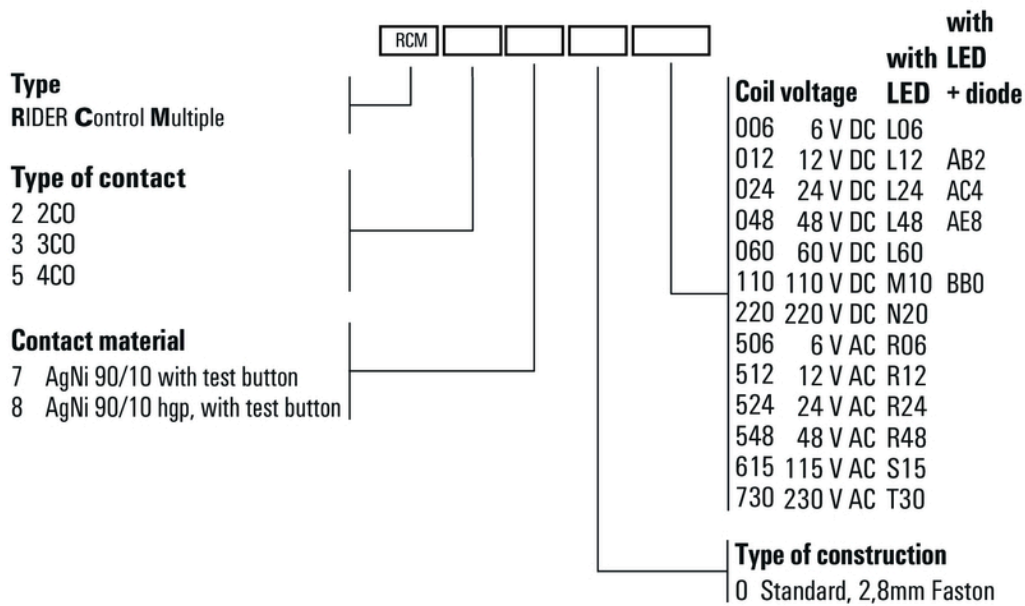 RCM
Type
RIDER Control Multiple
Type of contact
2 2CO
3 3CO
5 4CO
Contact material
7 AgNi 90/10 with test button
8 AgNi 90/10 hgp, with test button
with
with LED
Coil voltage LED + diode
006 6 V DC L06
012 12 V DC L12 AB2
024 24 V DC L24 AC4
048 48 V DC L48 AE8
060 60 V DC L60
110 110 V DC M10 BB0
220 220 V DC N20
506 6 V AC R06
512 12 V AC R12
524 24 V AC R24
548 48 V AC R48
615 115 V AC S15
730 230 V AC T30
Type of construction
0 Standard, 2,8mm Faston